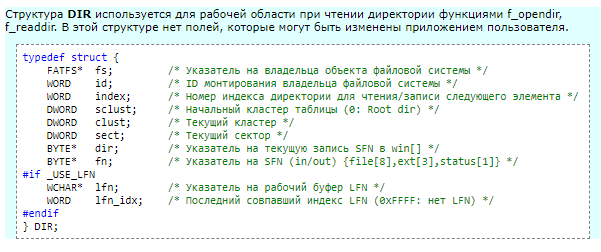 Структура DIR используется для рабочей области при чтении директории функциями f_opendir,
f_readdir. В этой структуре нет полей, которые могут быть изменены приложением пользователя.
typedef struct {
    FATFS*  fs;         /* Указатель на владельца объекта файловой системы */
    WORD    id;         /* ID монтирования владельца файловой системы */
    WORD    index;      /* Номер индекса директории для чтения/записи следующего элемента */
    DWORD   sclust;     /* Начальный кластер таблицы (0: Root dir) */
    DWORD   clust;      /* Текущий кластер */
    DWORD   sect;       /* Текущий сектор */
    BYTE*   dir;        /* Указатель на текущую запись SFN в win[] */
    BYTE*   fn;         /* Указатель на SFN (in/out) {file[8],ext[3],status[1]} */
#if _USE_LFN
    WCHAR*  lfn;        /* Указатель на рабочий буфер LFN */
    WORD    lfn_idx;    /* Последний совпавший индекс LFN (0xFFFF: нет LFN) */
#endif
} DIR;